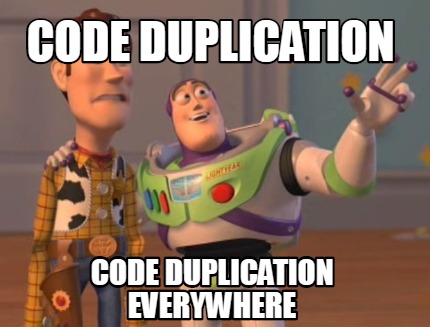 CODE DUPLICATION
LIGHTYEAR
CODE DUPLICATION
EVERYWHERE